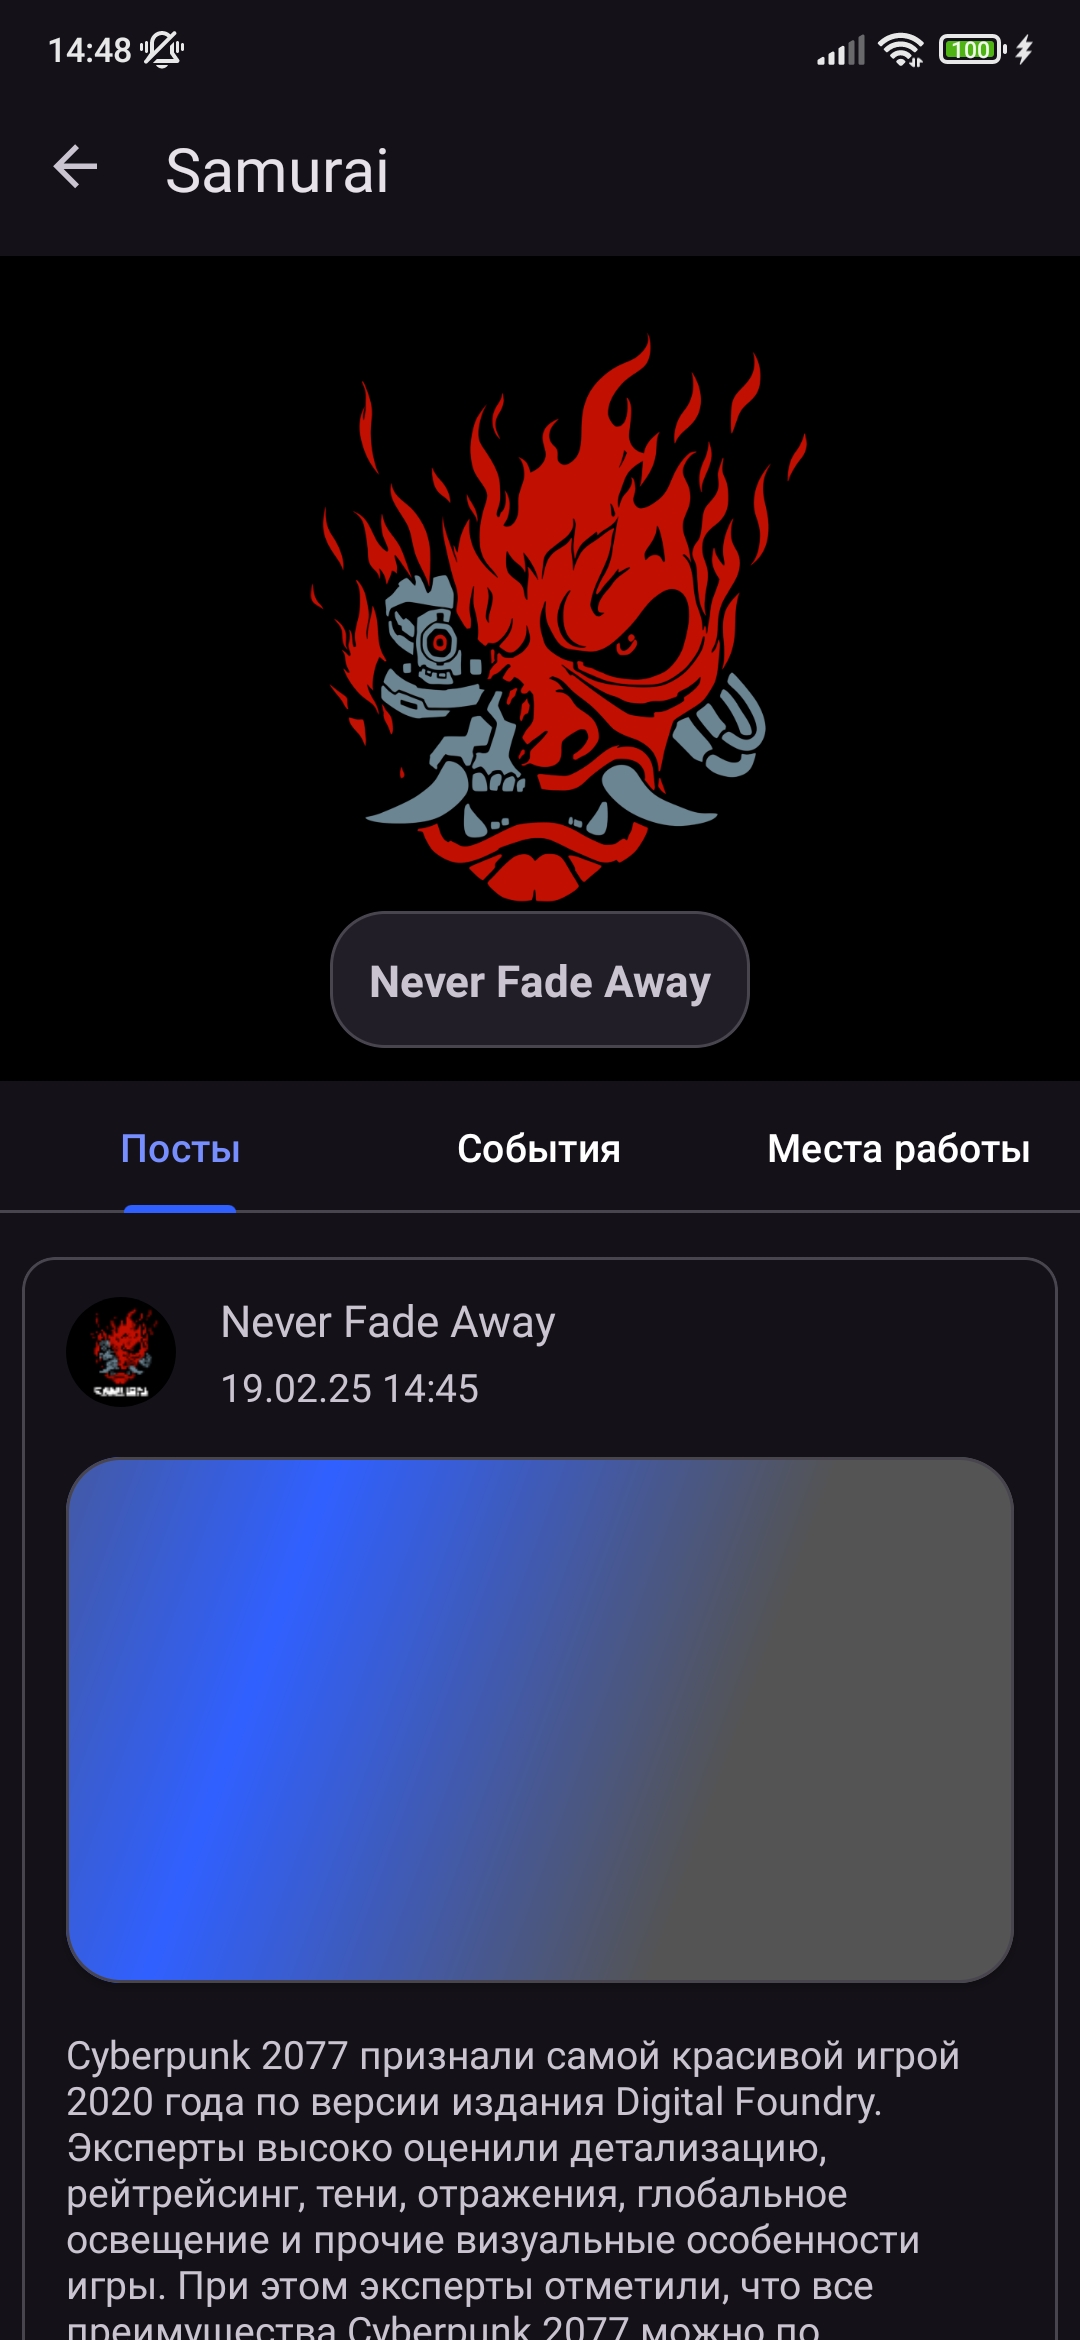 14:48
100
Samurai
Never Fade Away
Посты
События
Места работы
Never Fade Away
19.02.25 14:45
Cyberpunk 2077 признали самой красивой игрой
2020 года по версии издания Digital Foundry.
Эксперты высоко оценили детализацию,
рейтрейсинг, тени, отражения, глобальное
освещение и прочие визуальные особенности
игры. При этом эксперты отметили, что все
преимущества Cyberpunk 2077 можно по